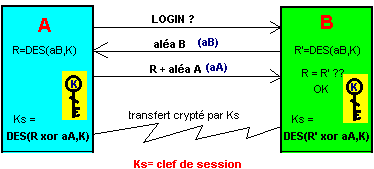 A
LOGIN ?
B
aléa B (aB)
R=DES(aB,K)
R'=DES(aB,K)
R + aléa A (aA)
R = R' ??
OK
K
K
transfert crypté par Ks
Ks =
DES(R xor aA,K)
Ks =
DES(R' xor aA,K)
Ks= clef de session